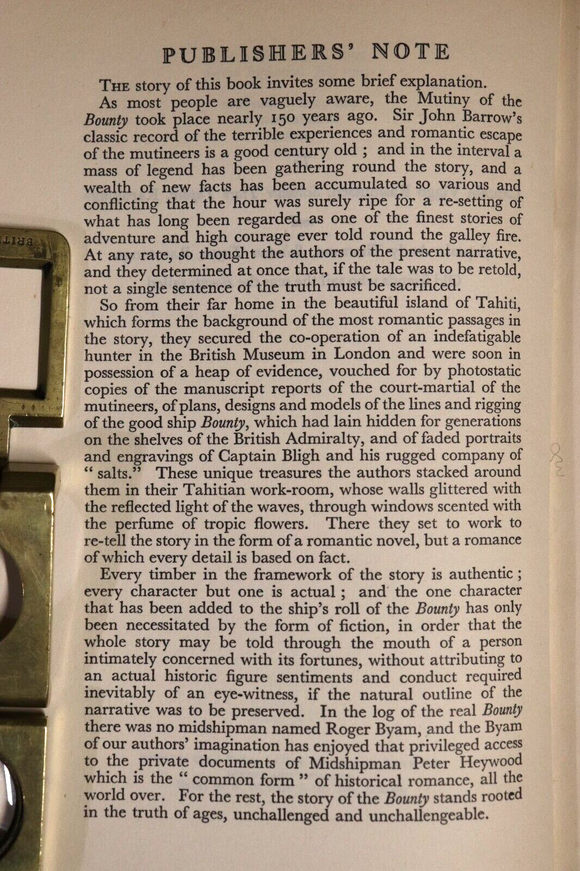 PUBLISHERS' NOTE
THE story of this book invites some brief explanation.
As most people are vaguely aware, the Mutiny of the
Bounty took place nearly 150 years ago. Sir John Barrow's
classic record of the terrible experiences and romantic escape
of the mutineers is a good century old ; and in the interval a
mass of legend has been gathering round the story, and a
wealth of new facts has been accumulated so various and
conflicting that the hour was surely ripe for a re-setting of
what has long been regarded as one of the finest stories of
adventure and high courage ever told round the galley fire.
At any rate, so thought the authors of the present narrative,
and they determined at once that, if the tale was to be retold,
not a single sentence of the truth must be sacrificed.
So from their far home in the beautiful island of Tahiti,
which forms the background of the most romantic passages in
the story, they secured the co-operation of an indefatigable
hunter in the British Museum in London and were soon in
possession of a heap of evidence, vouched for by photostatic
copies of the manuscript reports of the court-martial of the
mutineers, of plans, designs and models of the lines and rigging
of the good ship Bounty, which had lain hidden for generations
on the shelves of the British Admiralty, and of faded portraits
and engravings of Captain Bligh and his rugged company of
“ salts.” These unique treasures the authors stacked around
them in their Tahitian work-room, whose walls glittered with
the reflected light of the waves, through windows scented with
the perfume of tropic flowers. There they set to work to
re-tell the story in the form of a romantic novel, but a romance
of which every detail is based on fact.
Every timber in the framework of the story is authentic ;
every character but one is actual ; and the one character
that has been added to the ship's roll of the Bounty has only
been necessitated by the form of fiction, in order that the
whole story may be told through the mouth of a person
intimately concerned with its fortunes, without attributing to
an actual historic figure sentiments and conduct required
inevitably of an eye-witness, if the natural outline of the
narrative was to be preserved. In the log of the real Bounty
there was no midshipman named Roger Byam, and the Byam
of our authors' imagination has enjoyed that privileged access
to the private documents of Midshipman Peter Heywood
which is the “ common form ” of historical romance, all the
world over. For the rest, the story of the Bounty stands rooted
in the truth of ages, unchallenged and unchallengeable.